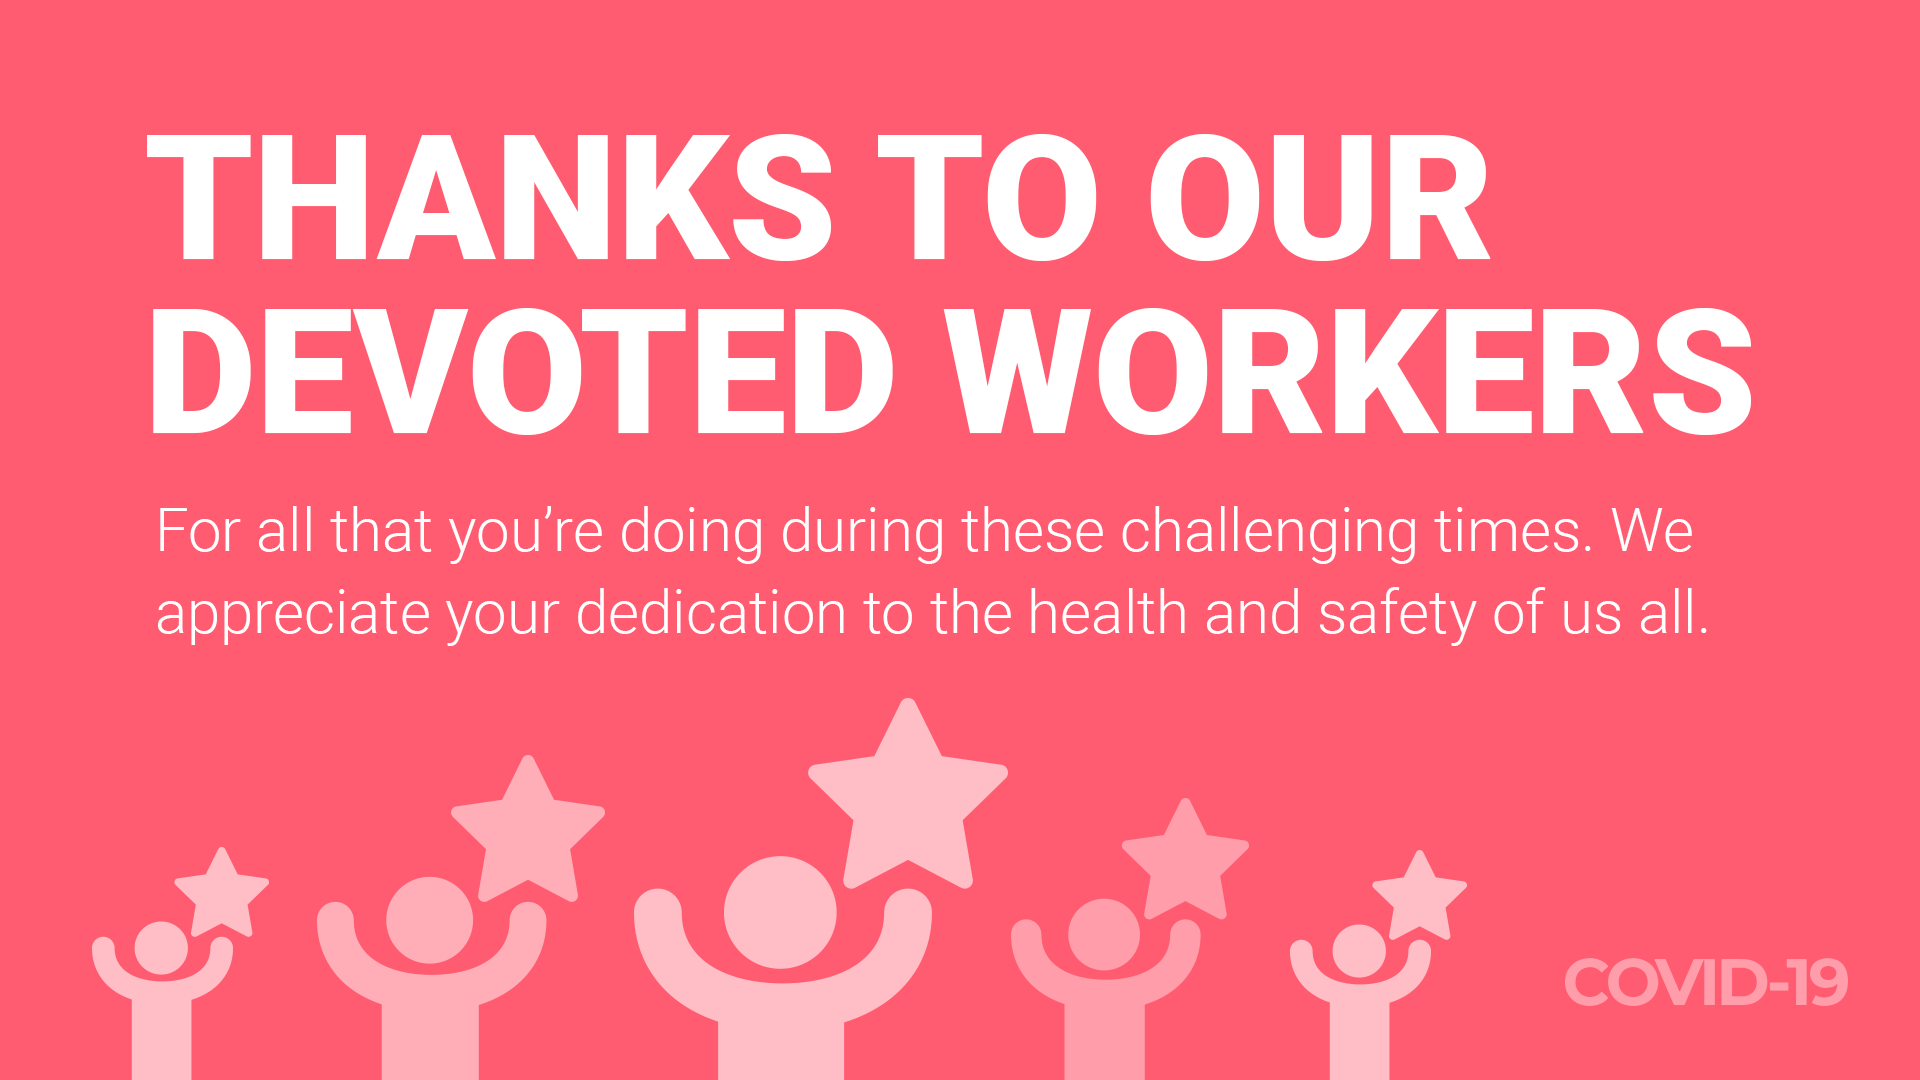 THANKS TO OUR
DEVOTED WORKERS
For all that you’re doing during these challenging times. We
appreciate your dedication to the health and safety of us all.
COVID-19